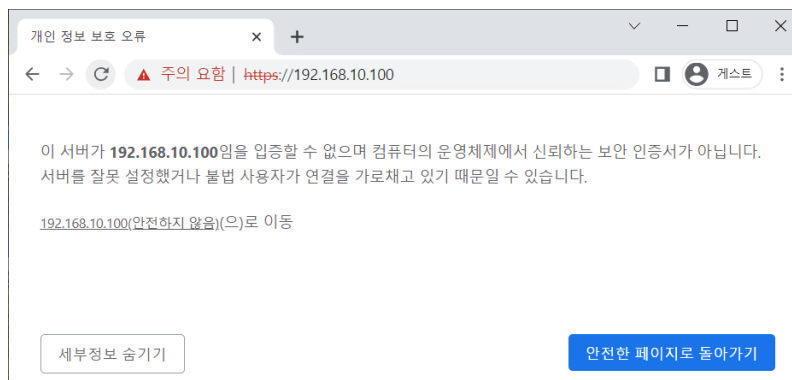 개인 정보 보호 오류
주의 요함 | https://192.168.10.100
게스트
이 서버가 192.168.10.100임을 입증할 수 없으며 컴퓨터의 운영체제에서 신뢰하는 보안 인증서가 아닙니다.
서버를 잘못 설정했거나 불법 사용자가 연결을 가로채고 있기 때문일 수 있습니다.
192.168.10.100(안전하지 않음)(으)로 이동
세부정보 숨기기
안전한 페이지로 돌아가기